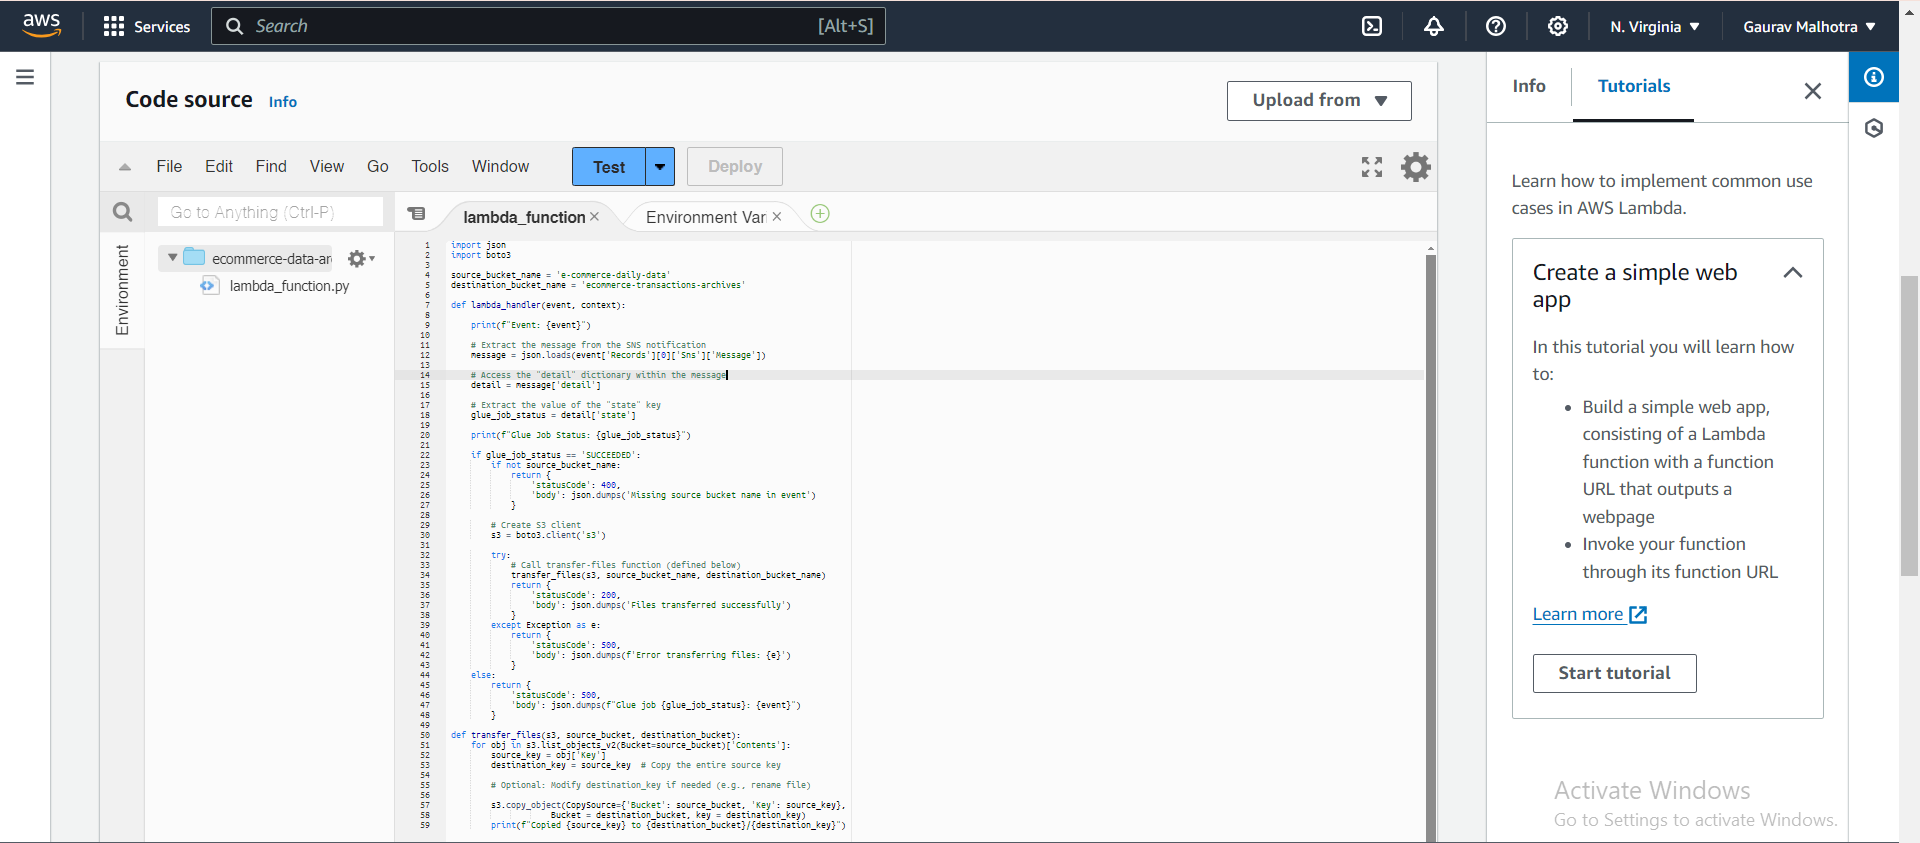 aws
Services
Search
[Alt+S]
N. Virginia
Gaurav Malhotra
Code source
Info
Upload from
File Edit Find View Go Tools Window
Test
Deploy
Go to Anything (Ctrl-P)
lambda_function
Environment Var
Environment
ecommerce-data-ar
lambda_function.py
1 import json
2 import boto3
3
4 source_bucket_name = 'e-commerce-daily-data'
5 destination_bucket_name = 'ecommerce-transactions-archives'
6
7 def lambda_handler(event, context):
8
9 print(f"Event: {event}")
10
11 # Extract the message from the SNS notification
12 message = json.loads(event['Records'][0]['Sns']['Message'])
13
14 # Access the "detail" dictionary within the message
15 detail = message['detail']
16
17 # Extract the value of the "state" key
18 glue_job_status = detail['state']
19
20 print(f"Glue Job Status: {glue_job_status}")
21
22 if glue_job_status == 'SUCCEEDED':
23 if not source_bucket_name:
24 return {
25 'statusCode': 400,
26 'body': json.dumps('Missing source bucket name in event')
27 }
28
29 # Create S3 client
30 s3 = boto3.client('s3')
31
32 try:
33 # Call transfer-files function (defined below)
34 transfer_files(s3, source_bucket_name, destination_bucket_name)
35 return {
36 'statusCode': 200,
37 'body': json.dumps('Files transferred successfully')
38 }
39 except Exception as e:
40 return {
41 'statusCode': 500,
42 'body': json.dumps(f'Error transferring files: {e}')
43 }
44 else:
45 return {
46 'statusCode': 500,
47 'body': json.dumps(f"Glue job {glue_job_status}: {event}")
48 }
49
50 def transfer_files(s3, source_bucket, destination_bucket):
51 for obj in s3.list_objects_v2(Bucket=source_bucket)['Contents']:
52 source_key = obj['Key']
53 destination_key = source_key # Copy the entire source key
54
55 # Optional: Modify destination_key if needed (e.g., rename file)
56
57 s3.copy_object(CopySource={'Bucket': source_bucket, 'Key': source_key},
58 Bucket = destination_bucket, key = destination_key)
59 print(f"Copied {source_key} to {destination_bucket}/{destination_key}")
Info
Tutorials
Learn how to implement common use
cases in AWS Lambda.
Create a simple web
app
In this tutorial you will learn how
to:
• Build a simple web app,
consisting of a Lambda
function with a function
URL that outputs a
webpage
• Invoke your function
through its function URL
Learn more
Start tutorial
Activate Windows
Go to Settings to activate Windows.